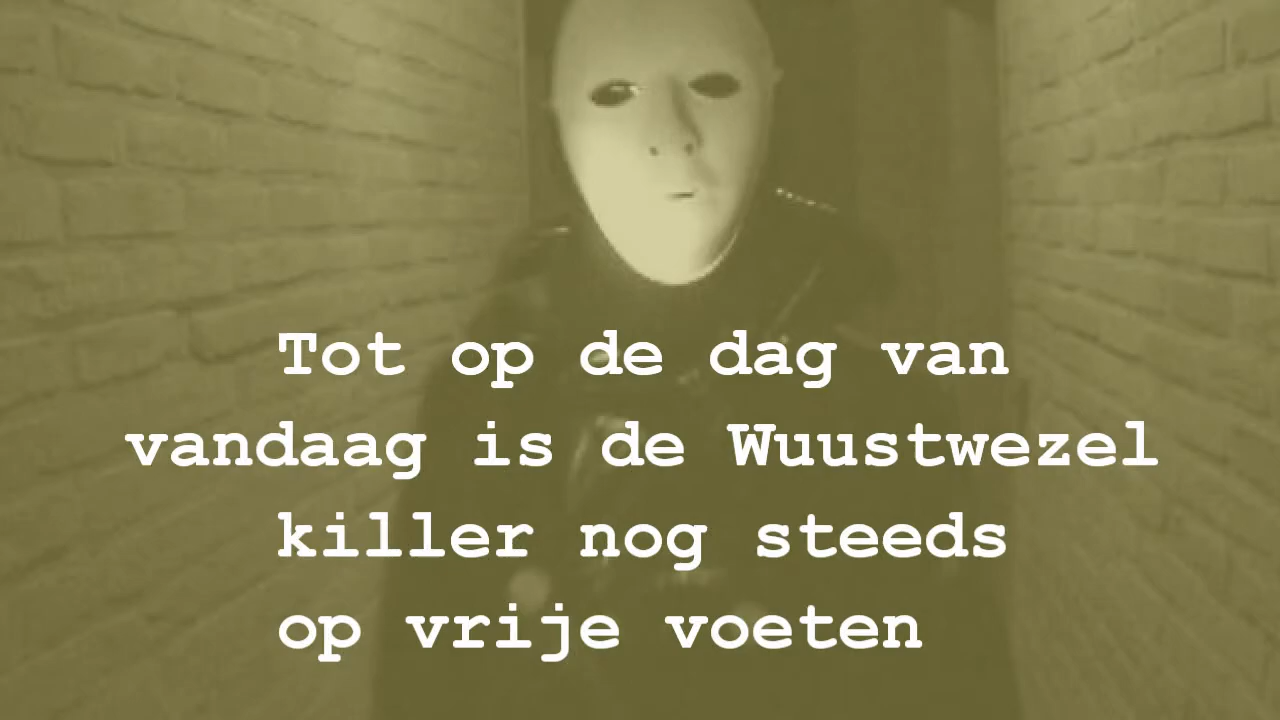 Tot op de dag van
vandaag is de Wuustwezel
killer nog steeds
op vrije voeten